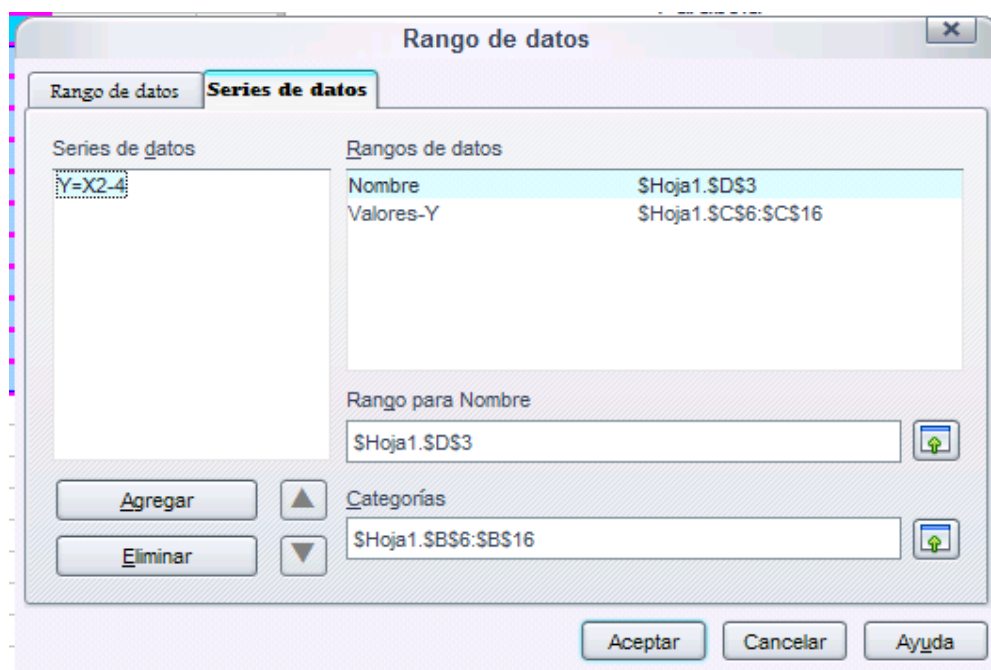 Rango de datos
Rango de datos Series de datos
Series de datos
Y=X2-4
Rangos de datos
Nombre $Hoja1.$D$3
Valores-Y $Hoja1.$C$6:$C$16
Rango para Nombre
$Hoja1.$D$3
Agregar
Categorías
Eliminar
$Hoja1.$B$6:$B$16
Aceptar Cancelar Ayuda